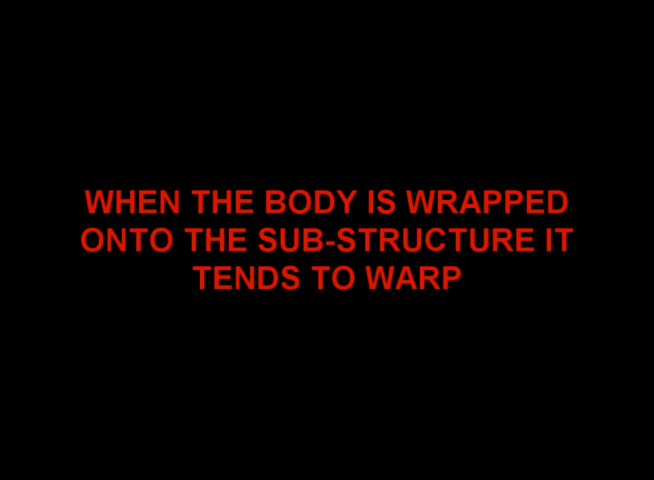 WHEN THE BODY IS WRAPPED
ONTO THE SUB-STRUCTURE IT
TENDS TO WARP